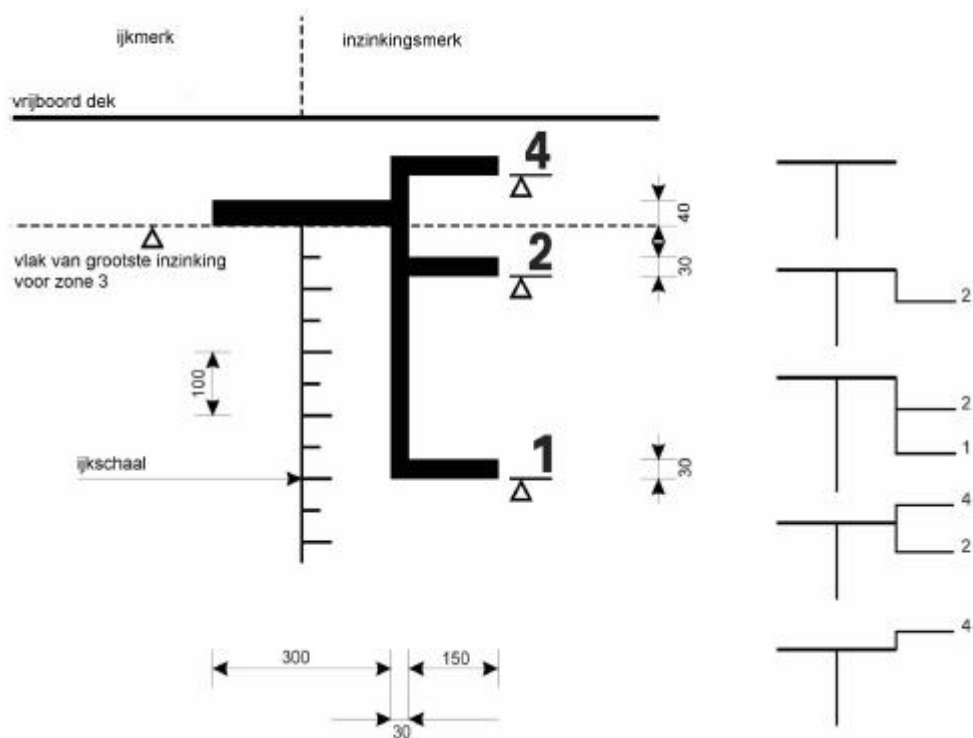 ijkmerk
inzinkingsmerk
vrijboord dek
4
40
vlak van grootste inzinking
voor zone 3
2
30
2
100
2
1
1
30
ijkschaal
4
2
4
300
150
30